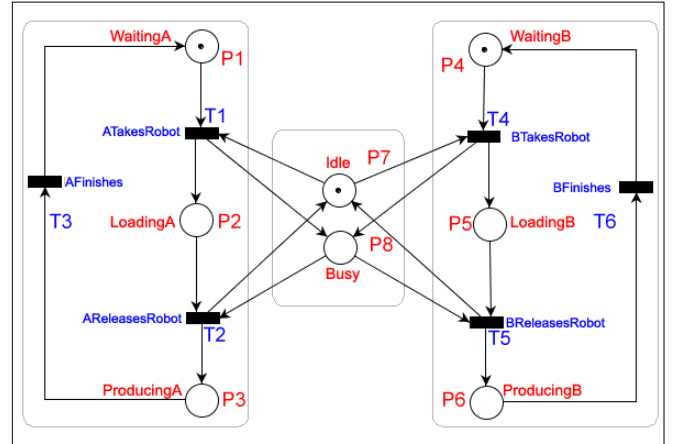 WaitingA
P1
P4
WaitingB
T1
ATakesRobot
T4
BTakesRobot
Idle
P7
AFinishes
T3
BFinishes
T6
LoadingA
P2
P5
LoadingB
P8
Busy
AReleasesRobot
T2
BReleasesRobot
T5
ProducingA
P3
P6
ProducingB